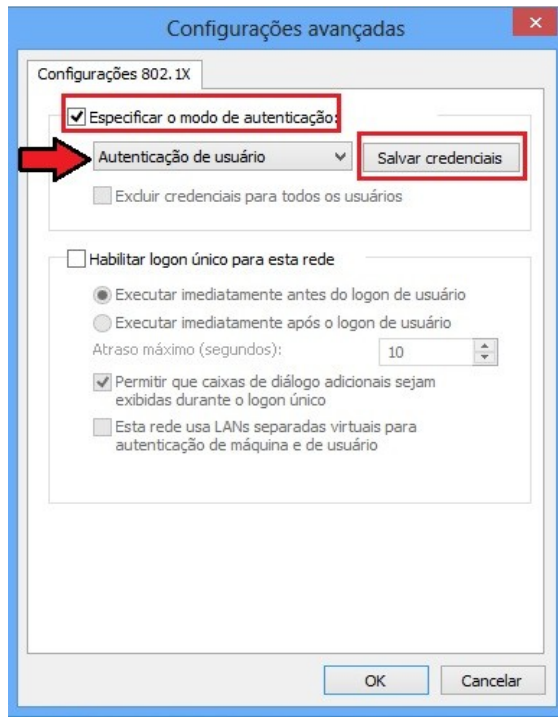 Configurações avançadas
Configurações 802.1X
Especificar o modo de autenticação:
Autenticação de usuário
Salvar credenciais
Excluir credenciais para todos os usuários
Habilitar logon único para esta rede
Executar imediatamente antes do logon de usuário
Executar imediatamente após o logon de usuário
Atraso máximo (segundos):
10
Permitir que caixas de diálogo adicionais sejam
exibidas durante o logon único
Esta rede usa LANs separadas virtuais para
autenticação de máquina e de usuário
OK
Cancelar